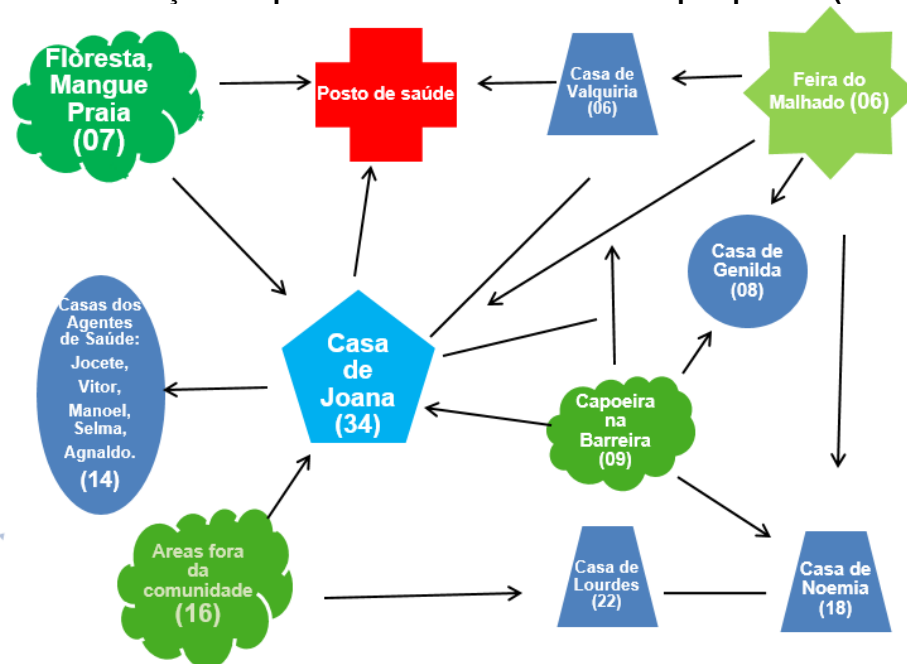 Floresta,
Mangue
Praia
(07)
Posto de saúde
Casa de
Valquiria
(06)
Feira do
Malhado (06)
Casa de
Genilda
(08)
Casas dos
Agentes
de Saúde:
Jocete,
Vitor,
Manoel,
Selma,
Agnaldo.
(14)
Casa
de
Joana
(34)
Capoeira
na
Barreira
(09)
Areas fora
da
comunidade
(16)
Casa de
Lourdes
(22)
Casa de
Noemia
(18)